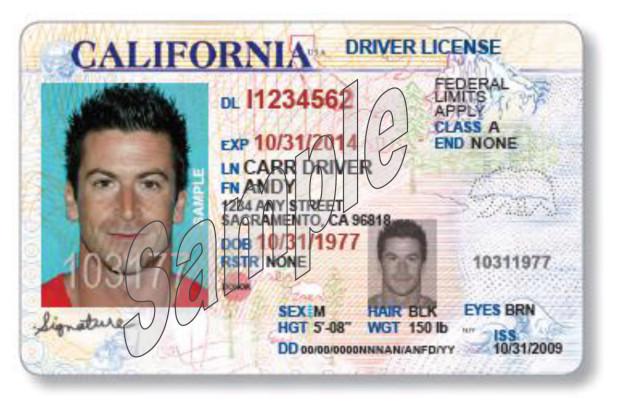 CALIFORNIA USA DRIVER LICENSE
FEDERAL
LIMITS
APPLY
DL I1234562
CLASS A
EXP 10/31/2014 END NONE
LN CARR DRIVER
FN ANDY
1234 ANY STREET
SACRAMENTO, CA 96818
DOB 10/31/1977
RSTR NONE 10311977
DONOR
SAMPLE
103177
Sample
Signature
SEX M HAIR BLK EYES BRN
HGT 5'-08" WGT 150 lb ISS
DD 00/00/0000NNNAN/ANFD/YY 10/31/2009